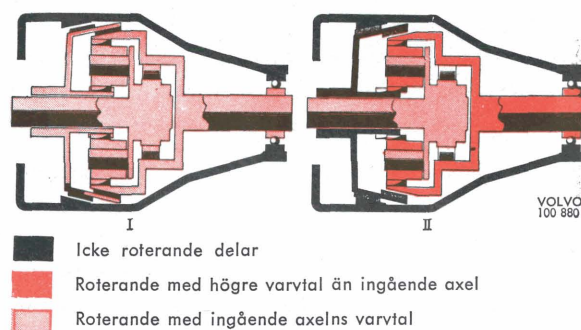 I
II
VOLVO
100 880
Icke roterande delar
Roterande med högre varvtal än ingående axel
Roterande med ingående axelns varvtal